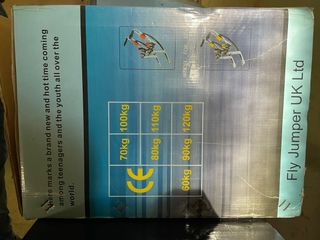 marks a brand new and hot time coming
among teenagers and the youth all over the
world.
CE 70kg 100kg
80kg 110kg
60kg 90kg 120kg
Fly Jumper UK Ltd